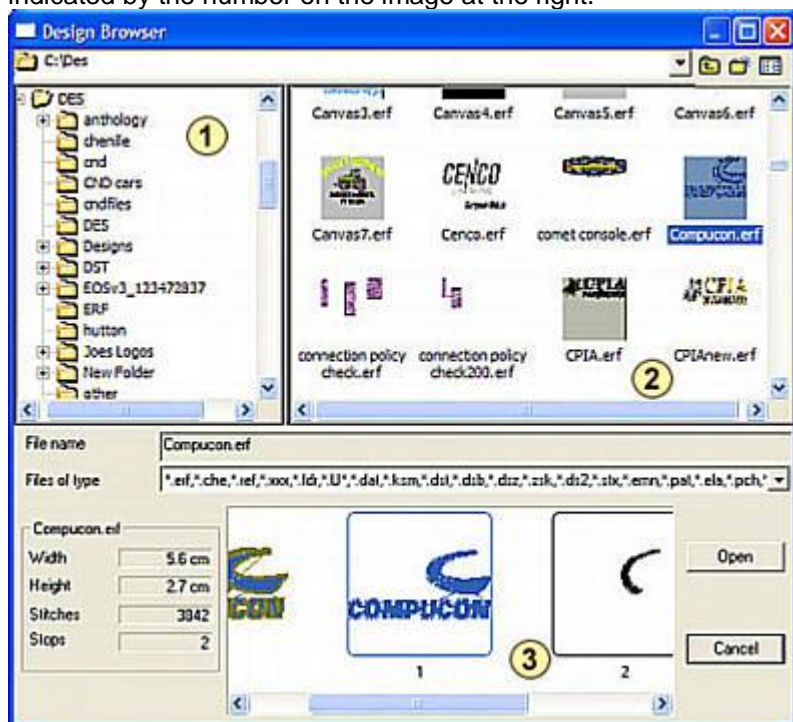 indicated by the number on the image at the right.
Design Browser
C:\Des
DES
anthology
chenille
cnd
CND cars
cndfiles
DES
Designs
DST
EOSv3_123472837
ERF
hutton
Joes Logos
New Folder
other
1
Canvas3.erf Canvas4.erf Canvas5.erf Canvas6.erf
CENCO
Canvas7.erf Cenco.erf comet console.erf Compucon.erf
CPIA CPIA
connection policy check.erf connection policy check200.erf CPIA.erf CPIAnew.erf
2
File name Compucon.erf
Files of type *.erf,*.che,*.ref,*.xxx,*.fdr,*.U*,*.dat,*.ksm,*.dst,*.dsb,*.dsz,*.zsk,*.ds2,*.stx,*.emn,*.pat,*.ela,*.pch,*
Compucon.erf
Width 5.6 cm
Height 2.7 cm
Stitches 3842
Stops 2
COMPUCON
1 2
3
Open
Cancel